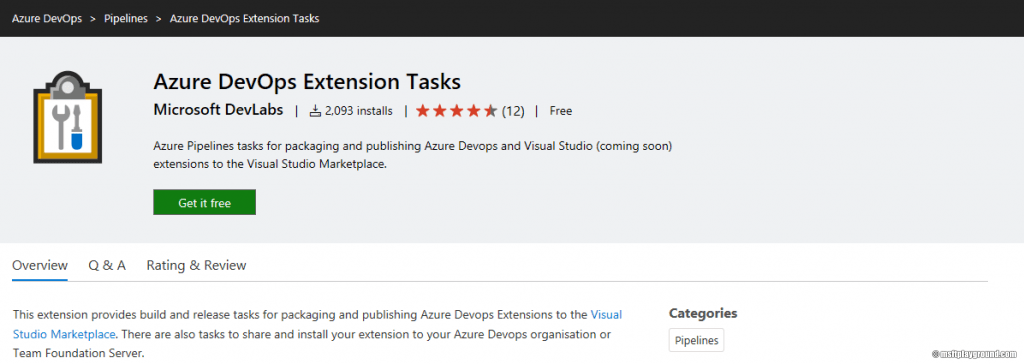 Azure DevOps > Pipelines > Azure DevOps Extension Tasks
Azure DevOps Extension Tasks
Microsoft DevLabs | 2,093 installs | (12) | Free
Azure Pipelines tasks for packaging and publishing Azure Devops and Visual Studio (coming soon)
extensions to the Visual Studio Marketplace.
Get it free
Overview Q & A Rating & Review
This extension provides build and release tasks for packaging and publishing Azure Devops Extensions to the Visual
Studio Marketplace. There are also tasks to share and install your extension to your Azure Devops organisation or
Team Foundation Server.
Categories
Pipelines
© msftplayground.com